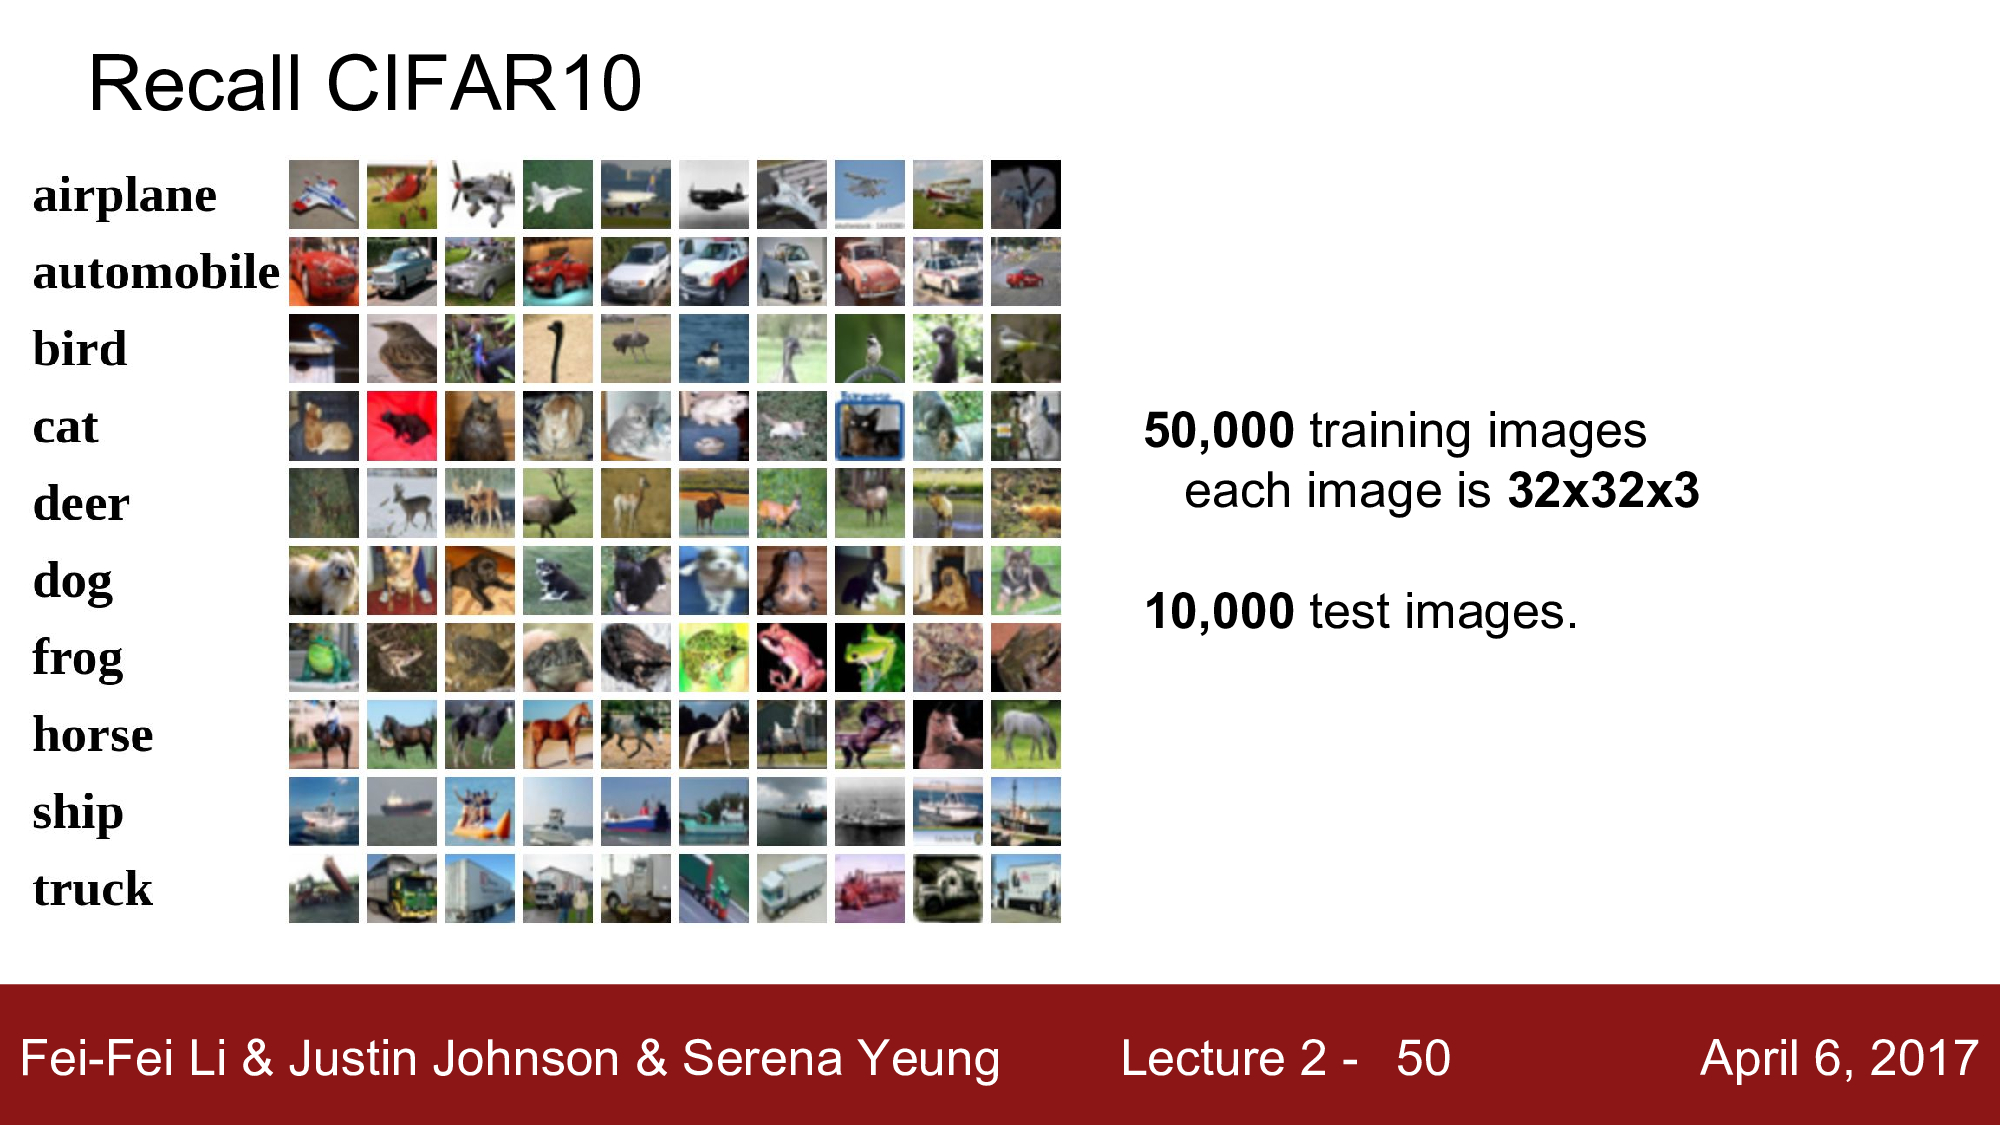 Recall CIFAR10
airplane
automobile
bird
cat
deer
dog
frog
horse
ship
truck
50,000 training images
each image is 32x32x3
10,000 test images.
Fei-Fei Li & Justin Johnson & Serena Yeung Lecture 2 - 50 April 6, 2017